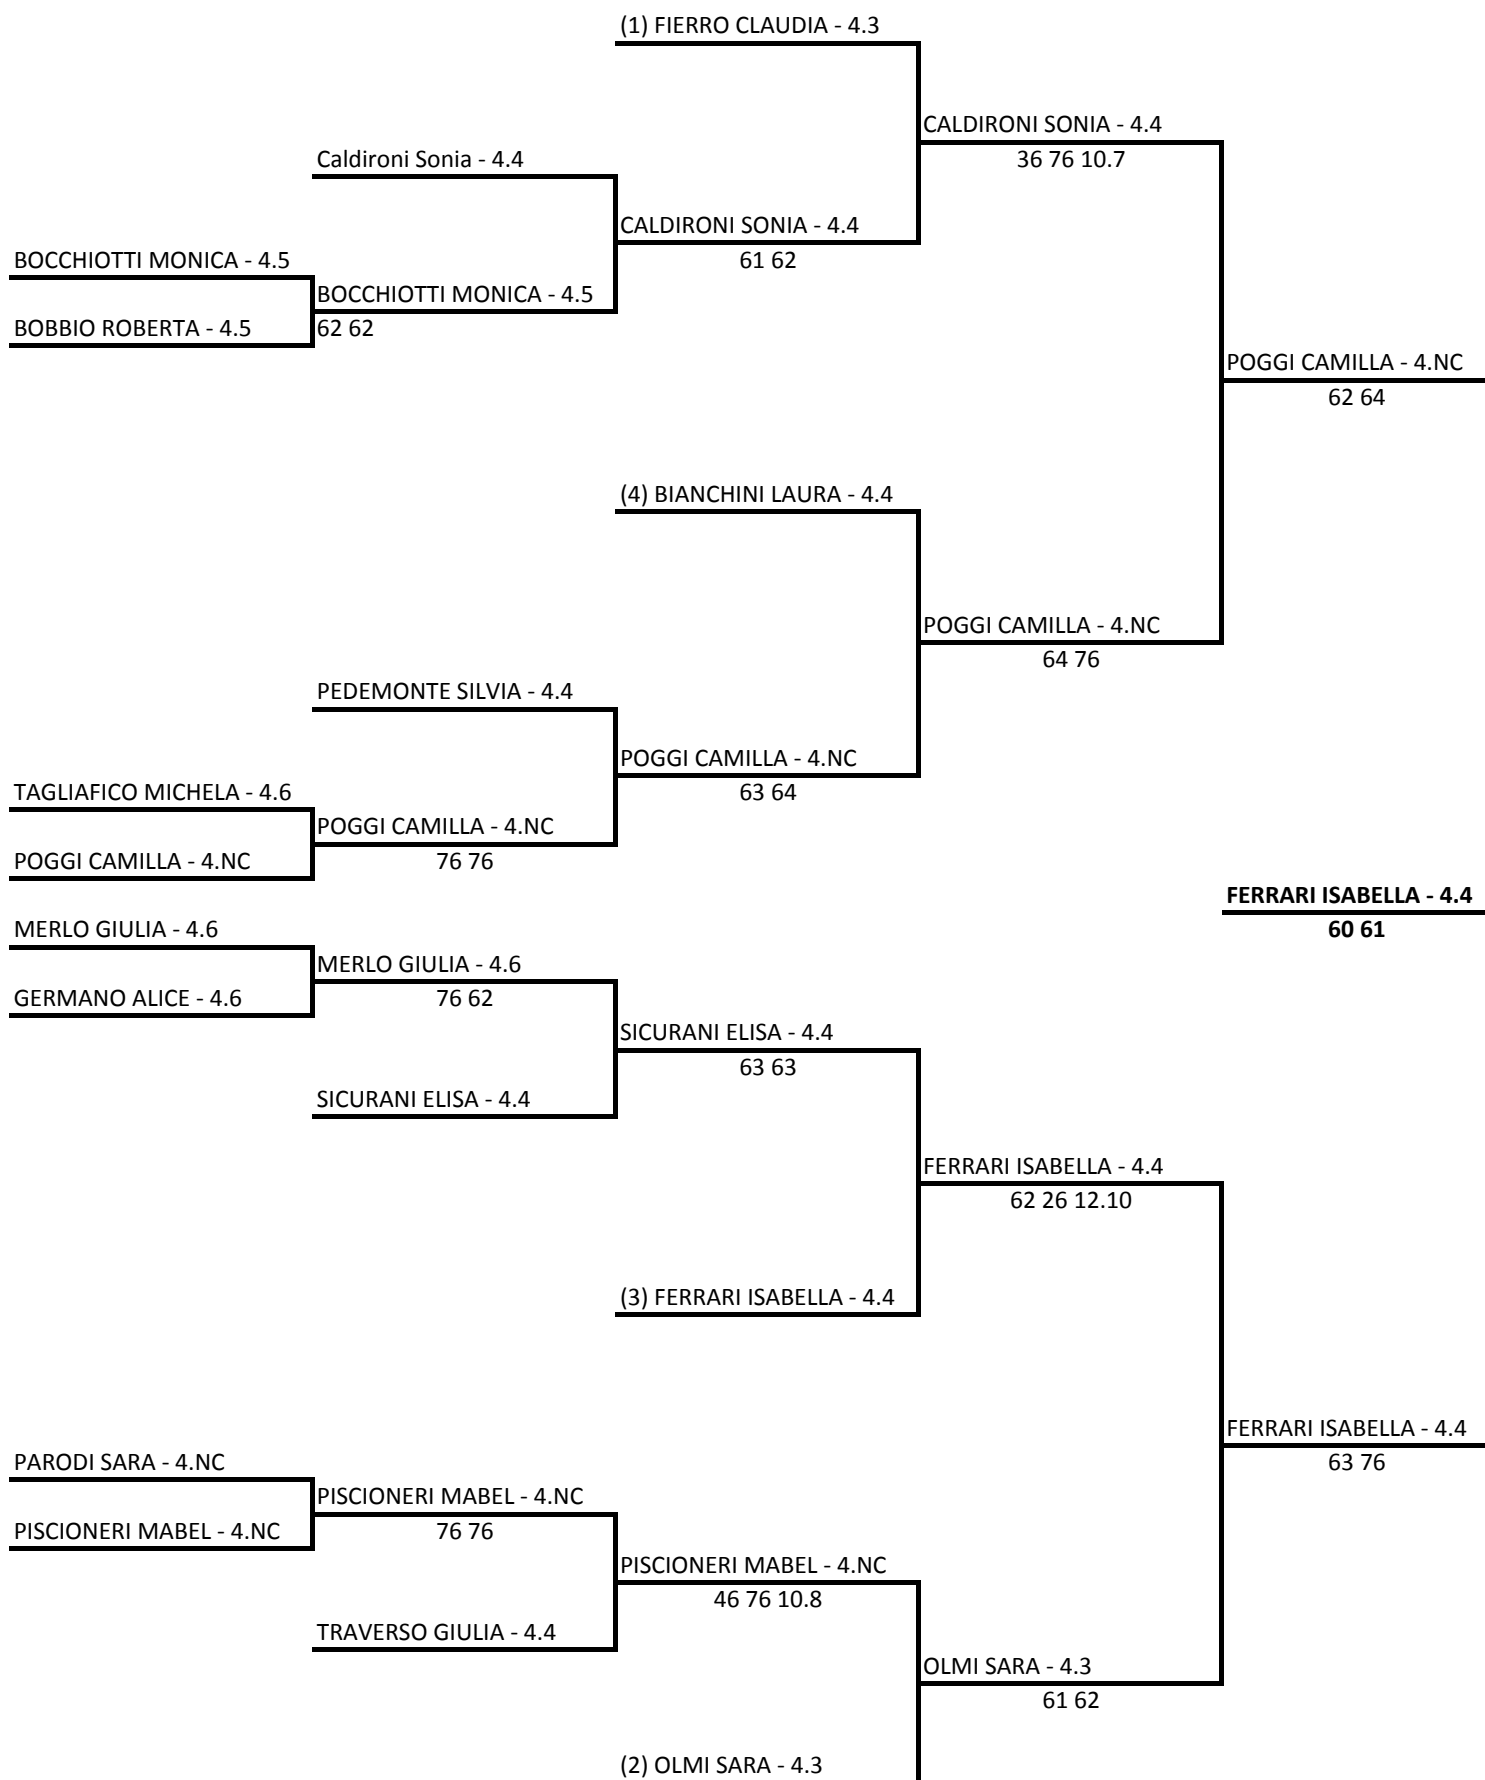 (1) FIERRO CLAUDIA - 4.3
CALDIRONI SONIA - 4.4
36 76 10.7
Caldironi Sonia - 4.4
CALDIRONI SONIA - 4.4
61 62
BOCCHIOTTI MONICA - 4.5
BOCCHIOTTI MONICA - 4.5
BOBBIO ROBERTA - 4.5
62 62
POGGI CAMILLA - 4.NC
62 64
(4) BIANCHINI LAURA - 4.4
POGGI CAMILLA - 4.NC
64 76
PEDEMONTE SILVIA - 4.4
POGGI CAMILLA - 4.NC
63 64
TAGLIAFICO MICHELA - 4.6
POGGI CAMILLA - 4.NC
POGGI CAMILLA - 4.NC
76 76
FERRARI ISABELLA - 4.4
60 61
MERLO GIULIA - 4.6
MERLO GIULIA - 4.6
GERMANO ALICE - 4.6
76 62
SICURANI ELISA - 4.4
63 63
SICURANI ELISA - 4.4
FERRARI ISABELLA - 4.4
62 26 12.10
(3) FERRARI ISABELLA - 4.4
FERRARI ISABELLA - 4.4
63 76
PARODI SARA - 4.NC
PISCIONERI MABEL - 4.NC
PISCIONERI MABEL - 4.NC
76 76
PISCIONERI MABEL - 4.NC
46 76 10.8
TRAVERSO GIULIA - 4.4
OLMI SARA - 4.3
61 62
(2) OLMI SARA - 4.3